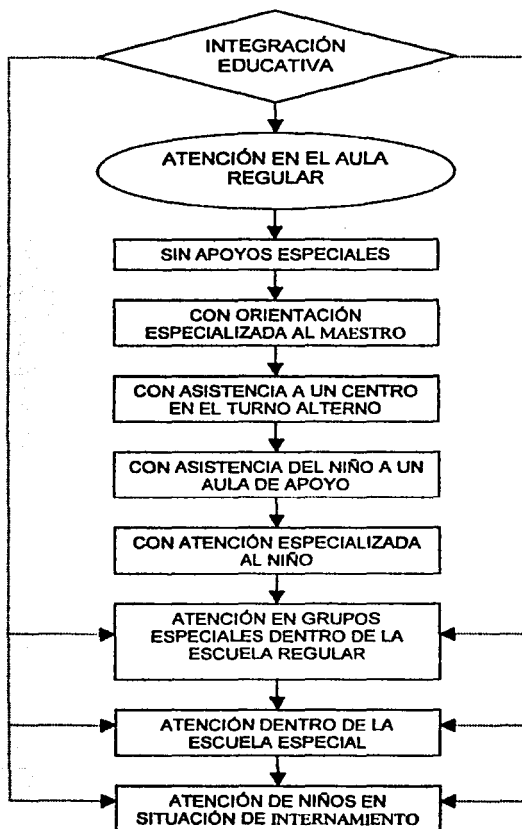 INTEGRACIÓN
EDUCATIVA
ATENCIÓN EN EL AULA
REGULAR
SIN APOYOS ESPECIALES
CON ORIENTACIÓN
ESPECIALIZADA AL MAESTRO
CON ASISTENCIA A UN CENTRO
EN EL TURNO ALTERNO
CON ASISTENCIA DEL NIÑO A UN
AULA DE APOYO
CON ATENCIÓN ESPECIALIZADA
AL NIÑO
ATENCIÓN EN GRUPOS
ESPECIALES DENTRO DE LA
ESCUELA REGULAR
ATENCIÓN DENTRO DE LA
ESCUELA ESPECIAL
ATENCIÓN DE NIÑOS EN
SITUACIÓN DE INTERNAMIENTO